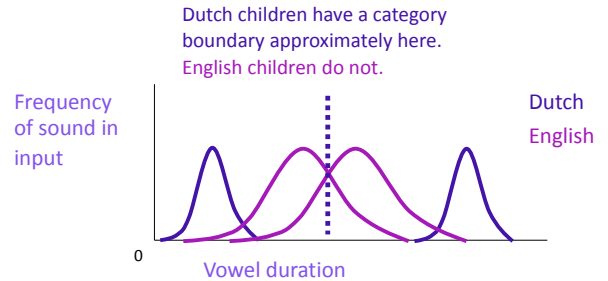 Dutch children have a category
boundary approximately here.
English children do not.
Frequency
of sound in
input
Dutch
English
0
Vowel duration